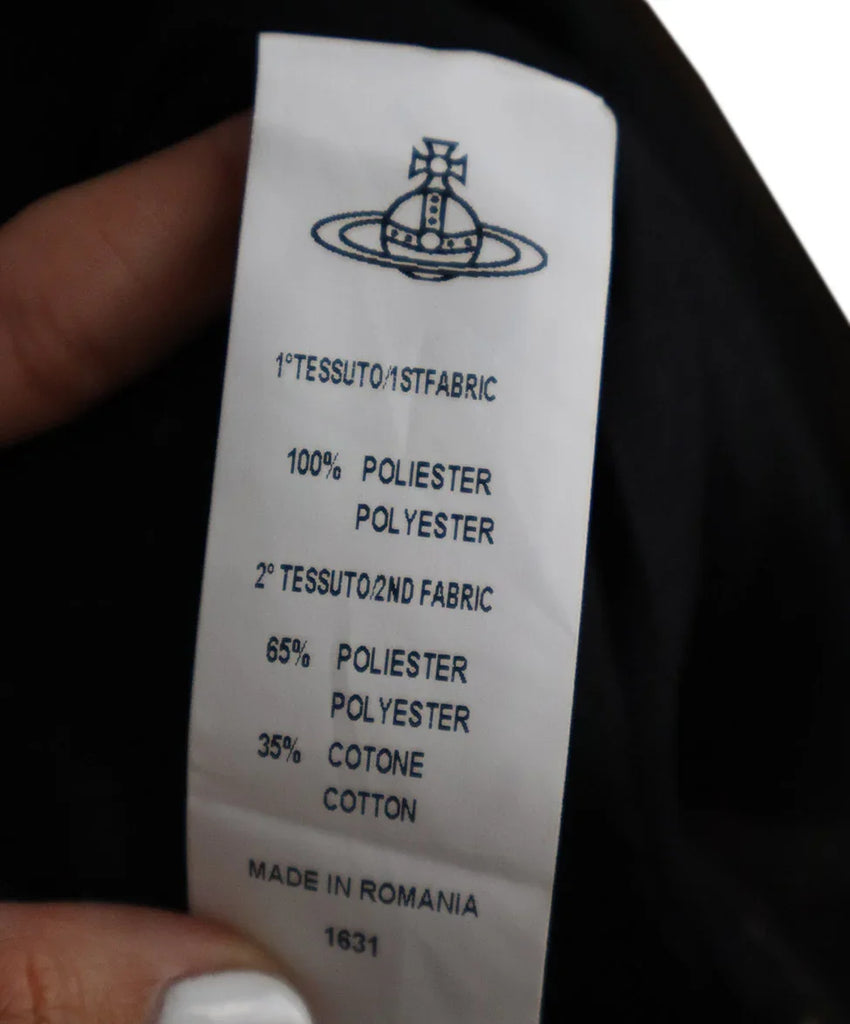 1°TESSUTO/1STFABRIC
100% POLIESTER
POLYESTER
2° TESSUTO/2ND FABRIC
65% POLIESTER
POLYESTER
35% COTONE
COTTON
MADE IN ROMANIA
1631